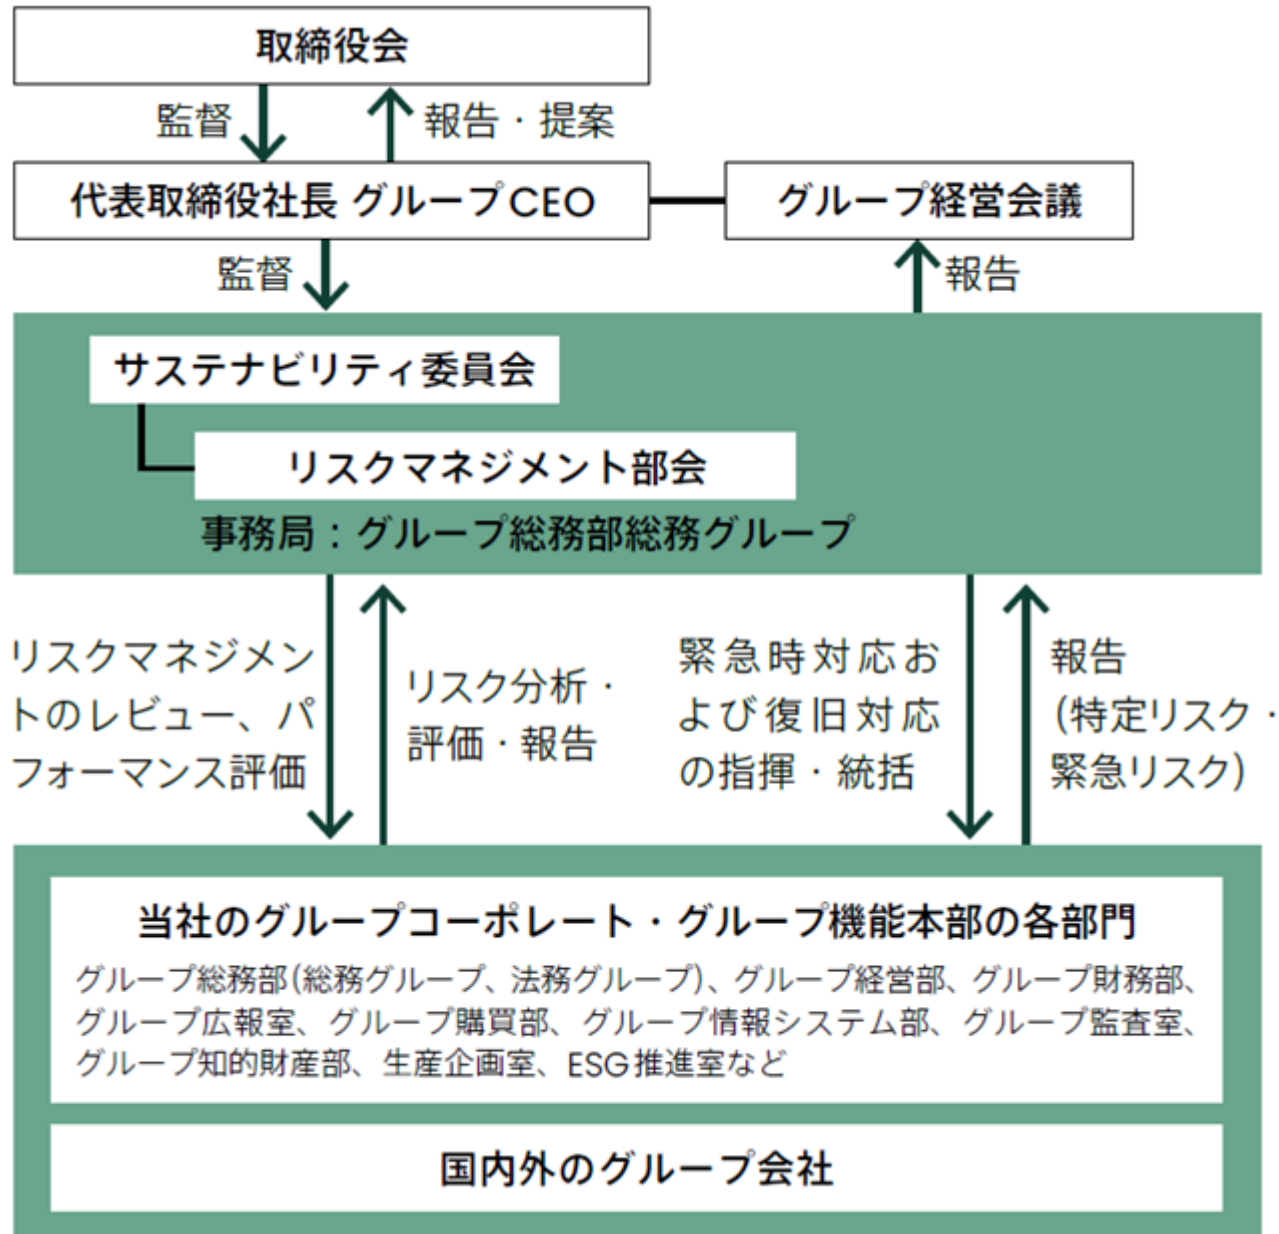 取締役会
監督
報告・提案
代表取締役社長 グループCEO
グループ経営会議
監督
報告
サステナビリティ委員会
リスクマネジメント部会
事務局：グループ総務部総務グループ
リスクマネジメン
トのレビュー、パ
フォーマンス評価
リスク分析・
評価・報告
緊急時対応お
よび復旧対応
の指揮・統括
報告
(特定リスク・
緊急リスク)
当社のグループコーポレート・グループ機能本部の各部門
グループ総務部(総務グループ、法務グループ)、グループ経営部、グループ財務部、
グループ広報室、グループ購買部、グループ情報システム部、グループ監査室、
グループ知的財産部、生産企画室、ESG推進室など
国内外のグループ会社